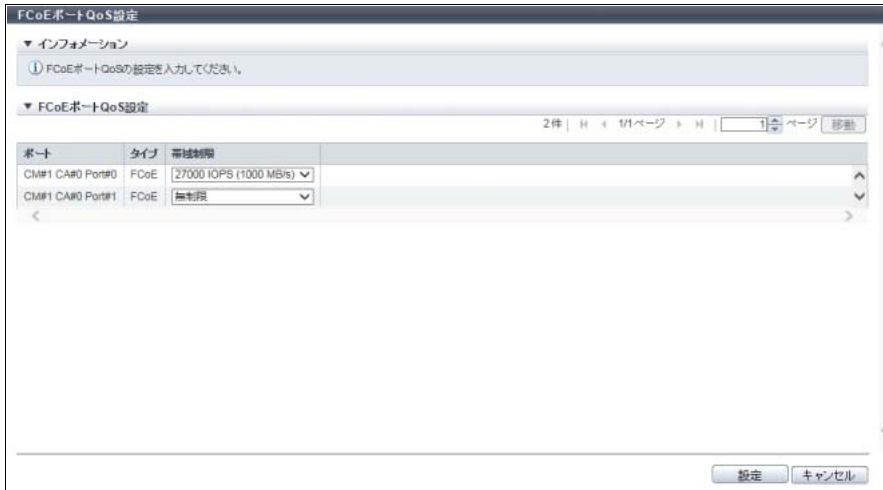 FCoEポートQoS設定
▼ インフォメーション
FCoEポートQoSの設定を入力してください。
▼ FCoEポートQoS設定
2件 | 1/1ページ | 1 ページ 移動
ポート タイプ 帯域制限
CM#1 CA#0 Port#0 FCoE 27000 IOPS (1000 MB/s)
CM#1 CA#0 Port#1 FCoE 無制限
設定 キャンセル